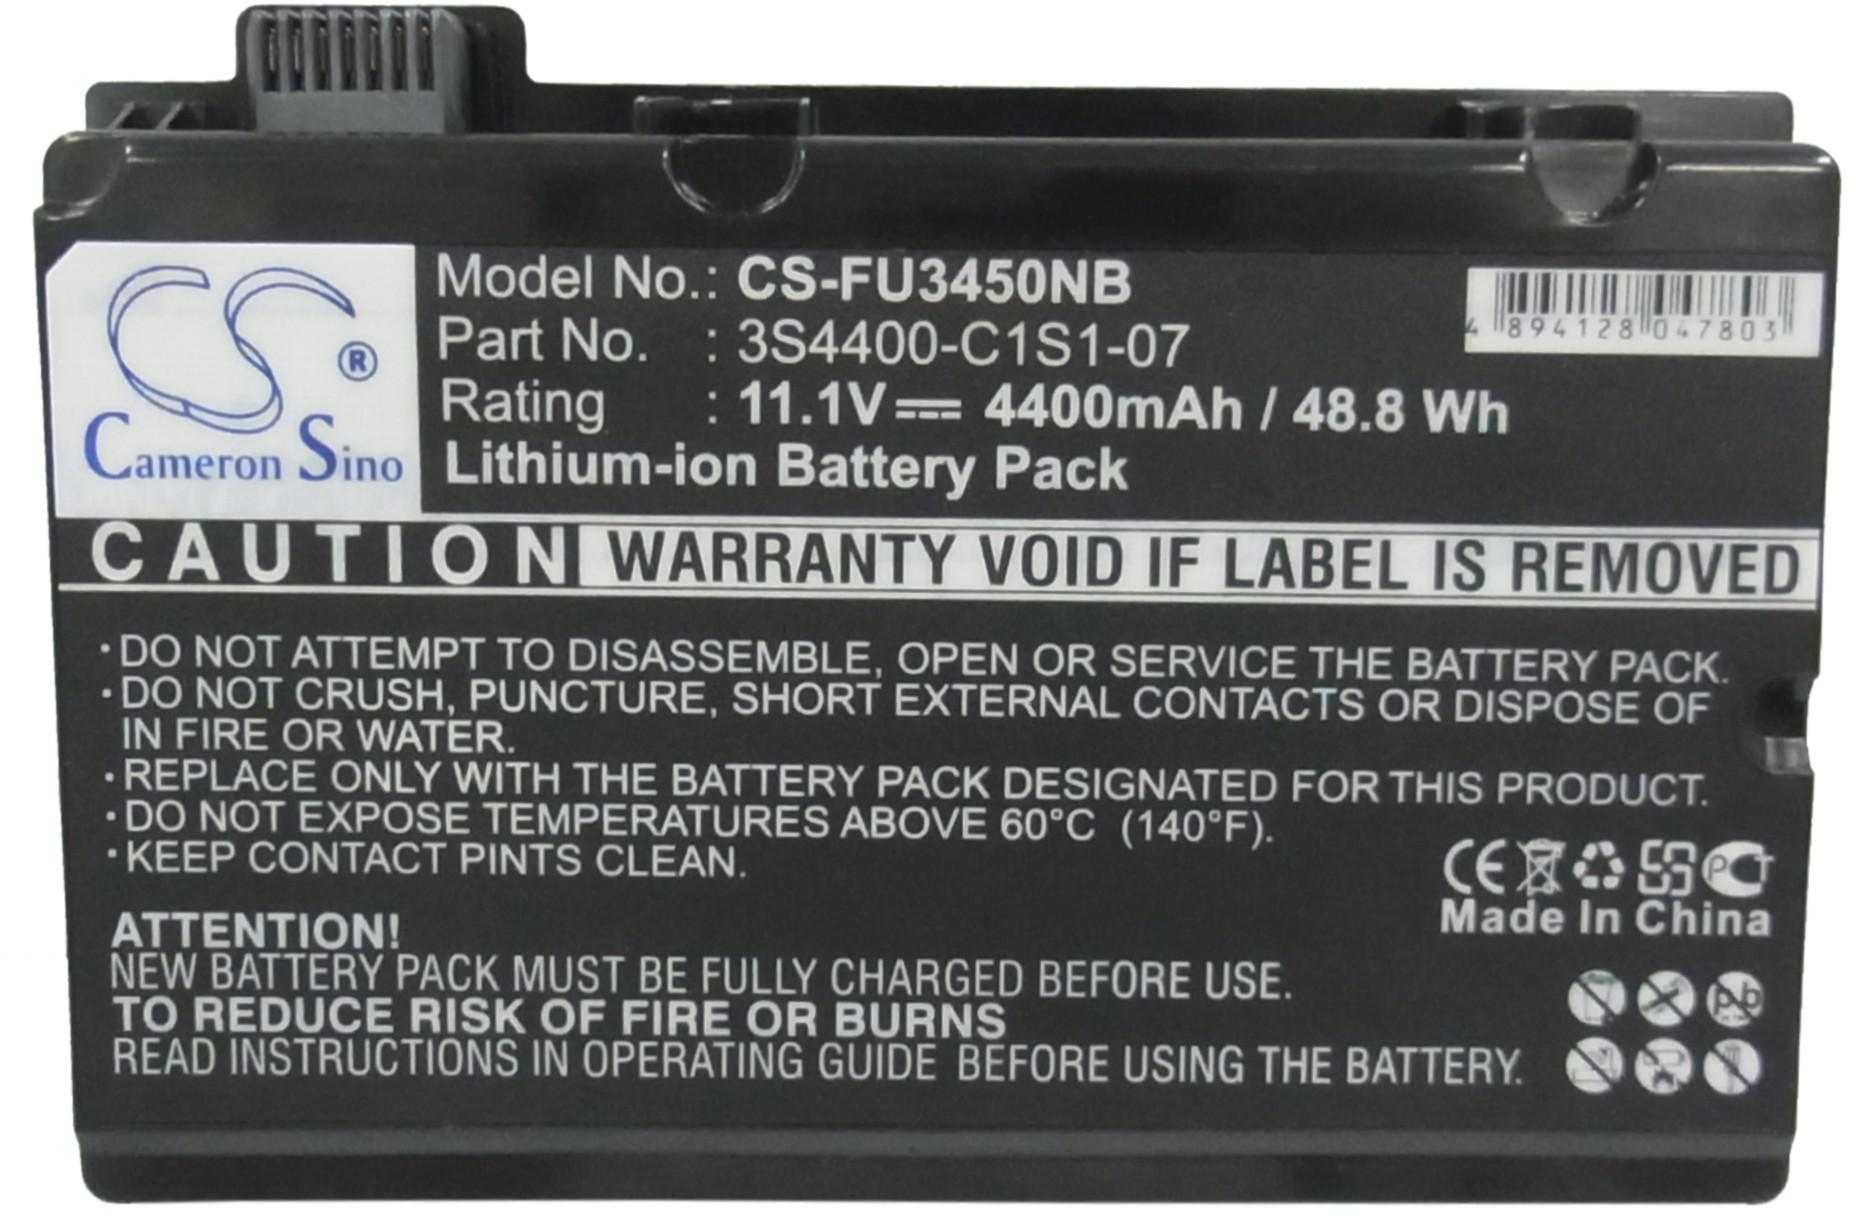 CS ®
Cameron Sino
Model No.: CS-FU3450NB
Part No. : 3S4400-C1S1-07
Rating : 11.1V 4400mAh / 48.8 Wh
Lithium-ion Battery Pack
4 894128 047803
CAUTION WARRANTY VOID IF LABEL IS REMOVED
·DO NOT ATTEMPT TO DISASSEMBLE, OPEN OR SERVICE THE BATTERY PACK.
·DO NOT CRUSH, PUNCTURE, SHORT EXTERNAL CONTACTS OR DISPOSE OF
IN FIRE OR WATER.
·REPLACE ONLY WITH THE BATTERY PACK DESIGNATED FOR THIS PRODUCT.
·DO NOT EXPOSE TEMPERATURES ABOVE 60°C (140°F).
·KEEP CONTACT PINTS CLEAN.
CE PCT
Made In China
ATTENTION!
NEW BATTERY PACK MUST BE FULLY CHARGED BEFORE USE.
TO REDUCE RISK OF FIRE OR BURNS
READ INSTRUCTIONS IN OPERATING GUIDE BEFORE USING THE BATTERY.
Pb